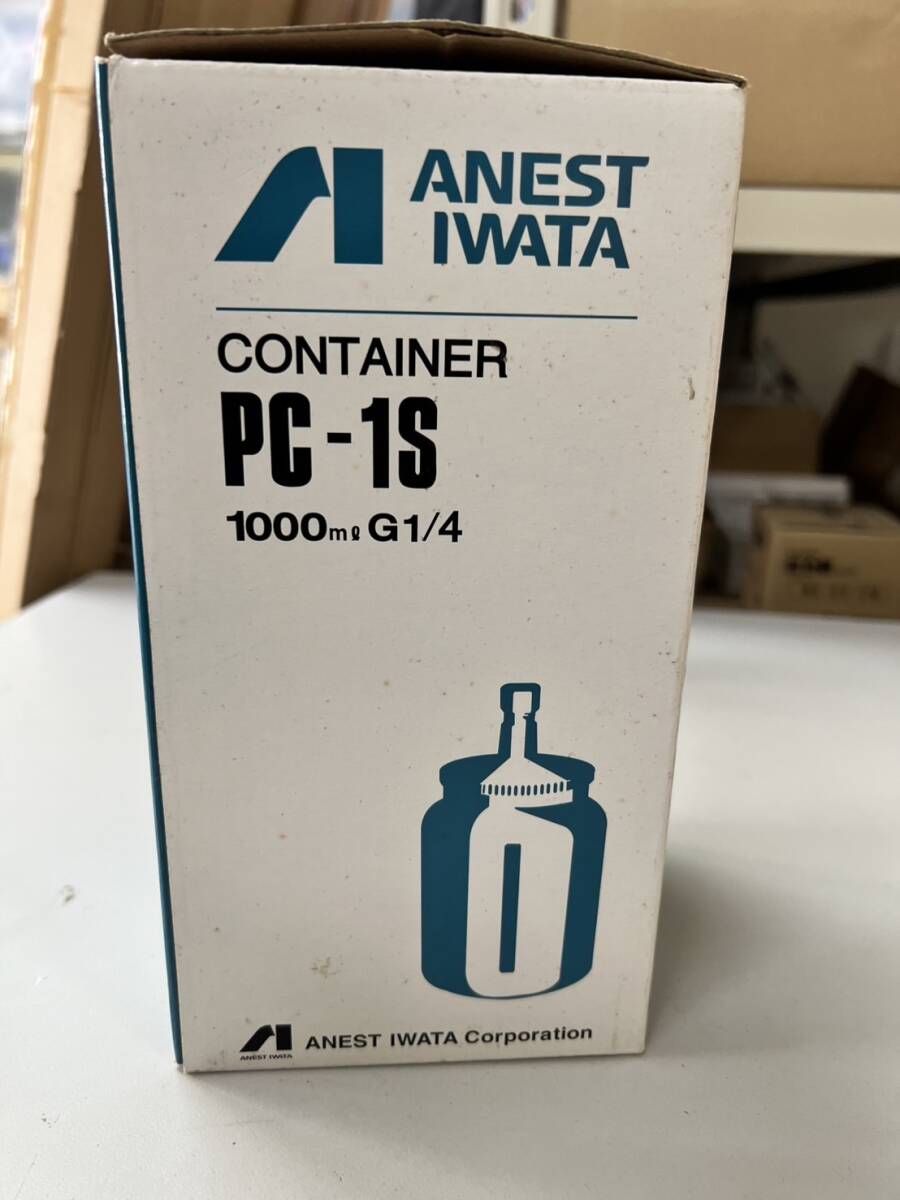 ANEST
IWATA
CONTAINER
PC-1S
1000mℓ G1/4
ANEST IWATA
ANEST IWATA Corporation